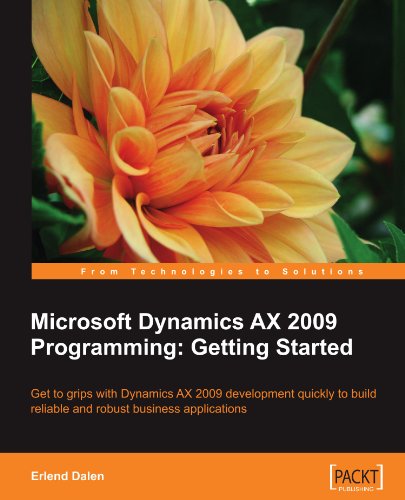 From Technologies to Solutions
Microsoft Dynamics AX 2009
Programming: Getting Started
Get to grips with Dynamics AX 2009 development quickly to build
reliable and robust business applications
Erlend Dalen
PACKT
PUBLISHING